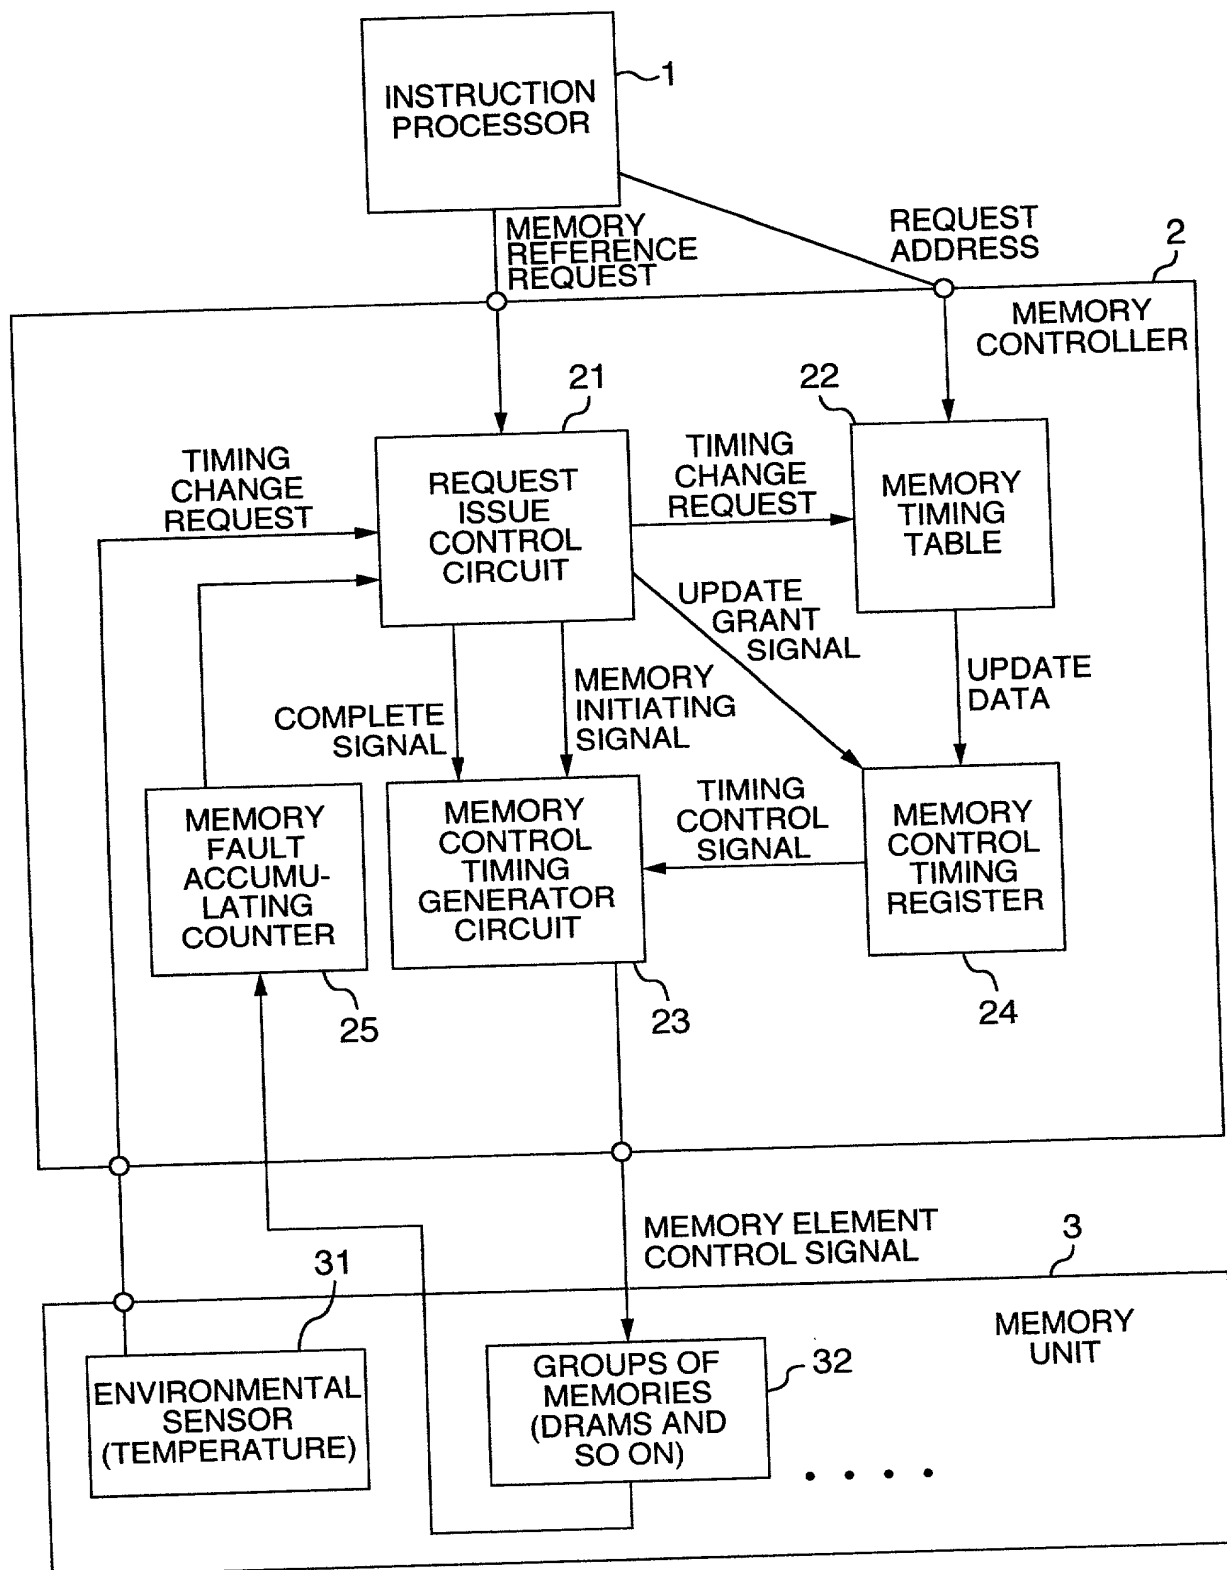 INSTRUCTION
PROCESSOR
1
MEMORY
REFERENCE
REQUEST
REQUEST
ADDRESS
2
MEMORY
CONTROLLER
21
22
TIMING
CHANGE
REQUEST
REQUEST
ISSUE
CONTROL
CIRCUIT
TIMING
CHANGE
REQUEST
MEMORY
TIMING
TABLE
UPDATE
GRANT
SIGNAL
UPDATE
DATA
COMPLETE
SIGNAL
MEMORY
INITIATING
SIGNAL
MEMORY
FAULT
ACCUMU-
LATING
COUNTER
25
MEMORY
CONTROL
TIMING
GENERATOR
CIRCUIT
23
TIMING
CONTROL
SIGNAL
MEMORY
CONTROL
TIMING
REGISTER
24
MEMORY ELEMENT
CONTROL SIGNAL
3
MEMORY
UNIT
31
ENVIRONMENTAL
SENSOR
(TEMPERATURE)
GROUPS OF
MEMORIES
(DRAMS AND
SO ON)
32
. . . .